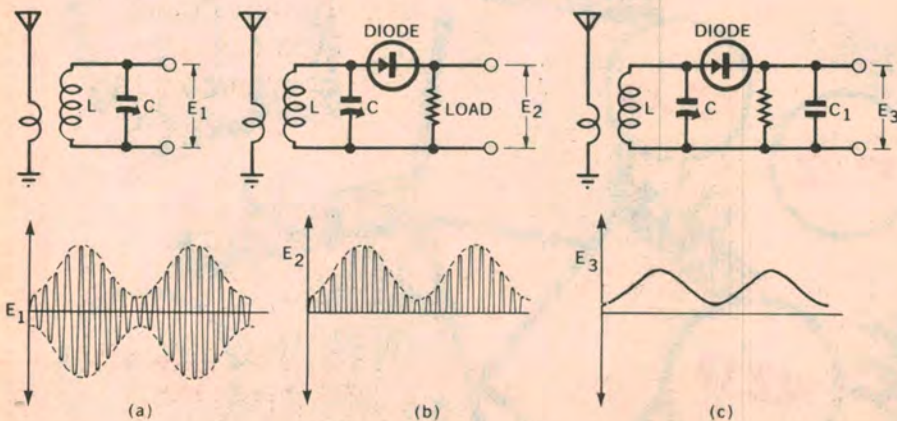 DIODE
DIODE
L C E1
L C LOAD E2
L C C1 E3
E1
E2
E3
(a) (b) (c)